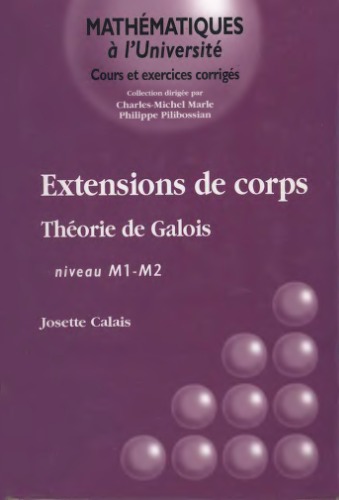 MATHÉMATIQUES
à l'Université
Cours et exercices corrigés
Collection dirigée par
Charles-Michel Marle
Philippe Pilibossian
Extensions de corps
Théorie de Galois
niveau M1-M2
Josette Calais